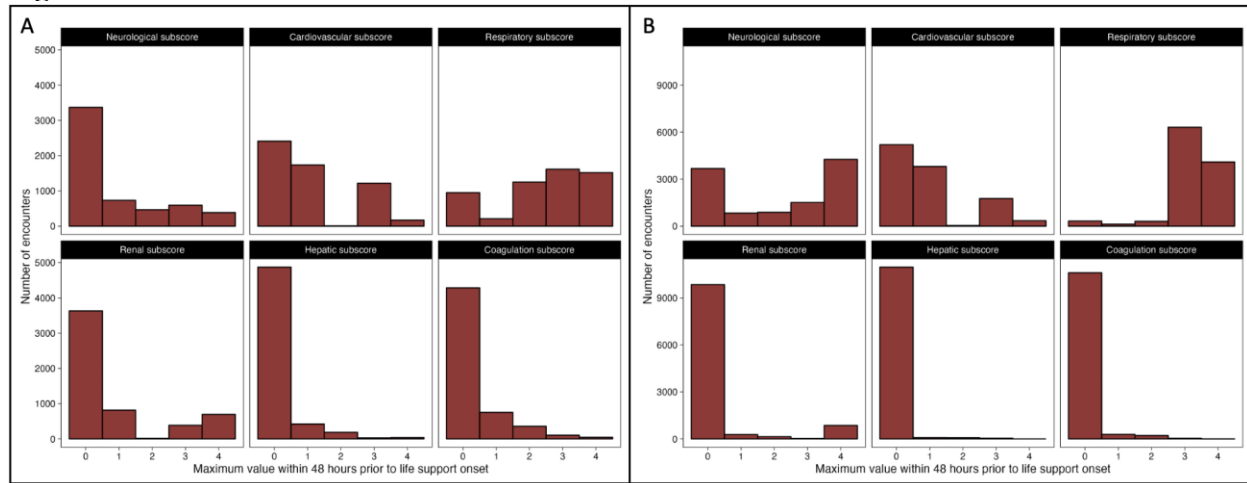 A
Neurological subscore Cardiovascular subscore Respiratory subscore
5000
4000
3000
2000
1000
0
Number of encounters
Renal subscore Hepatic subscore Coagulation subscore
5000
4000
3000
2000
1000
0
0 1 2 3 4 0 1 2 3 4 0 1 2 3 4
Maximum value within 48 hours prior to life support onset
B
Neurological subscore Cardiovascular subscore Respiratory subscore
9000
6000
3000
0
Number of encounters
Renal subscore Hepatic subscore Coagulation subscore
9000
6000
3000
0
0 1 2 3 4 0 1 2 3 4 0 1 2 3 4
Maximum value within 48 hours prior to life support onset